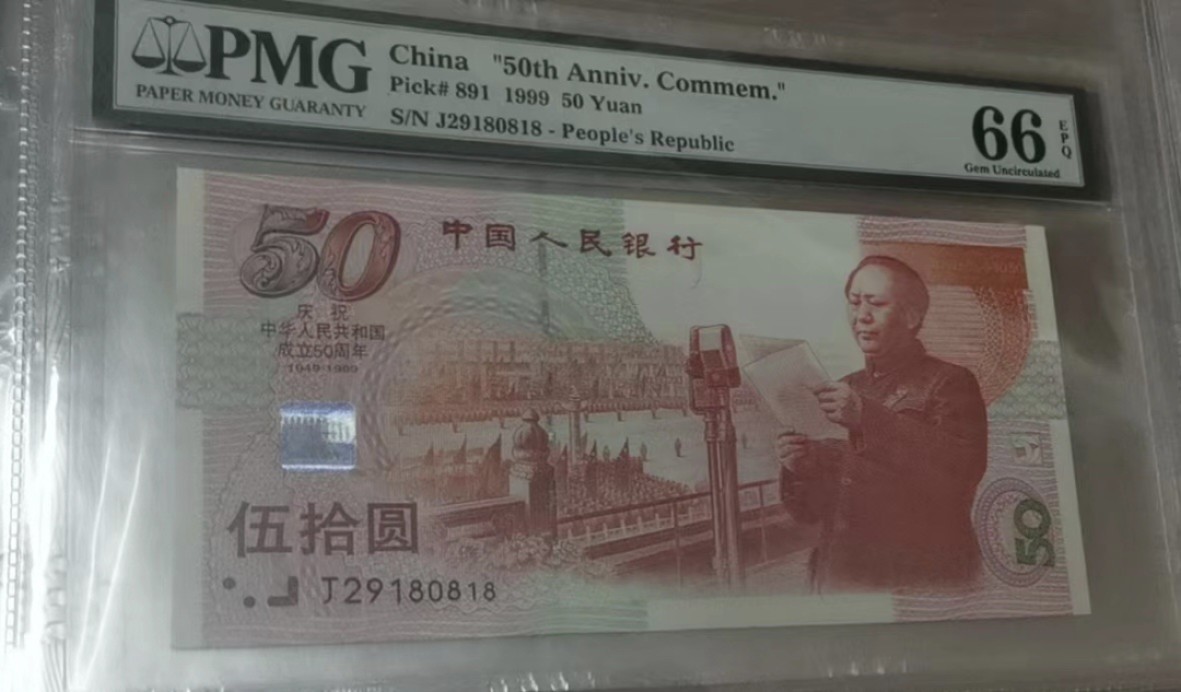 PMG
PAPER MONEY GUARANTY
China "50th Anniv. Commem."
Pick# 891 1999 50 Yuan
S/N J29180818 - People's Republic
66
EPQ
Gem Uncirculated
50
中国人民银行
庆祝
中华人民共和国
成立50周年
1949-1999
伍拾圆
J29180818
50